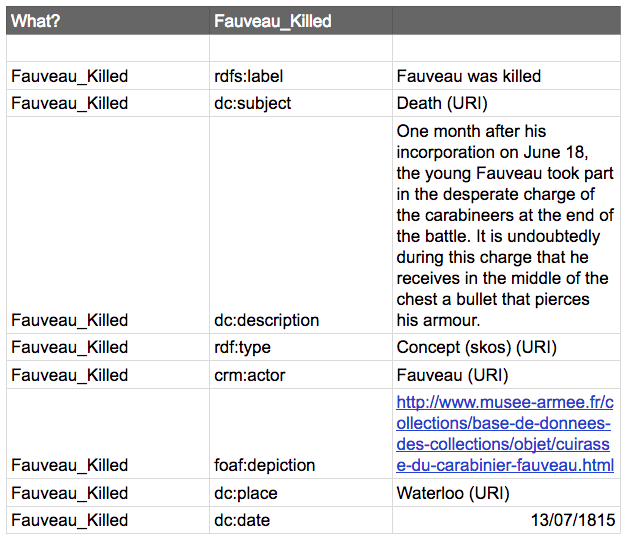 What? Fauveau_Killed
Fauveau_Killed rdfs:label Fauveau was killed
Fauveau_Killed dc:subject Death (URI)
One month after his
incorporation on June 18,
the young Fauveau took part
in the desperate charge of
the carabineers at the end of
the battle. It is undoubtedly
during this charge that he
receives in the middle of the
chest a bullet that pierces
Fauveau_Killed dc:description his armour.
Fauveau_Killed rdf:type Concept (skos) (URI)
Fauveau_Killed crm:actor Fauveau (URI)
http://www.musee-armee.fr/c
ollections/base-de-donnees-
des-collections/objet/cuirass
Fauveau_Killed foaf:depiction e-du-carabinier-fauveau.html
Fauveau_Killed dc:place Waterloo (URI)
Fauveau_Killed dc:date 13/07/1815